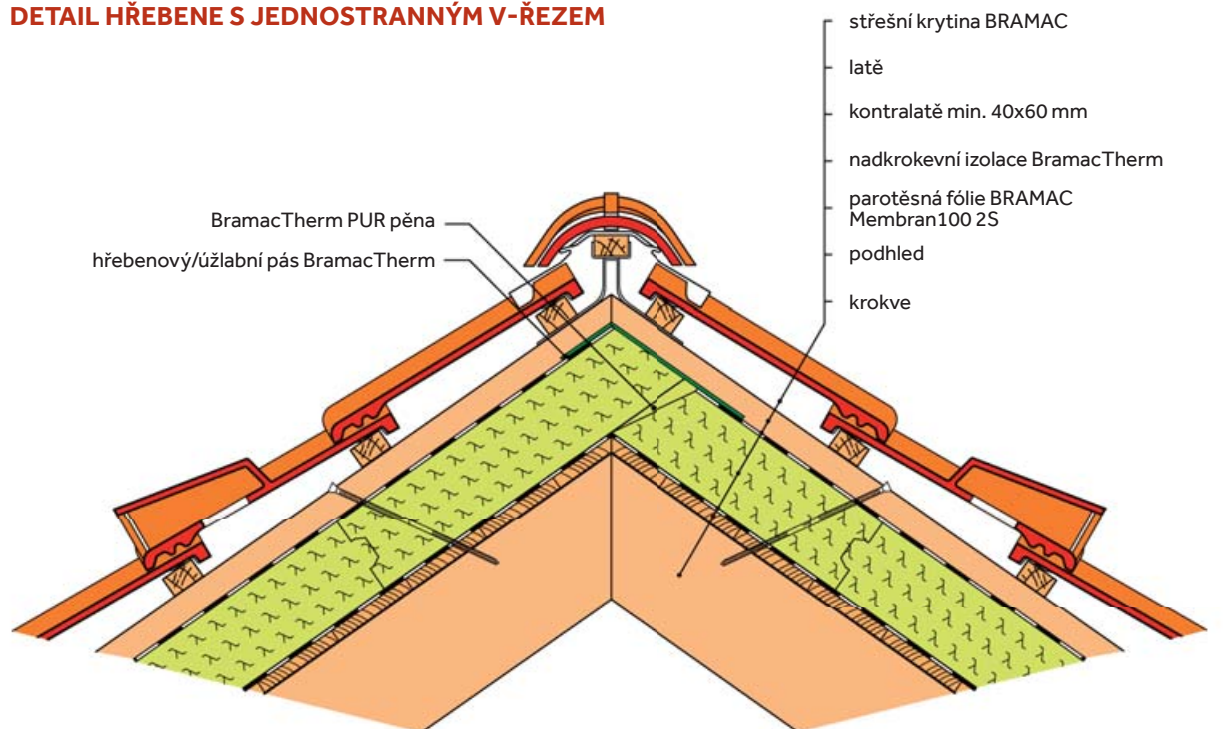 DETAIL HŘEBENE S JEDNOSTRANNÝM V-ŘEZEM
střešní krytina BRAMAC
latě
kontralatě min. 40x60 mm
nadkrokevní izolace BramacTherm
parotěsná fólie BRAMAC
Membran100 2S
podhled
krokve
BramacTherm PUR pěna
hřebenový/úžlabní pás BramacTherm